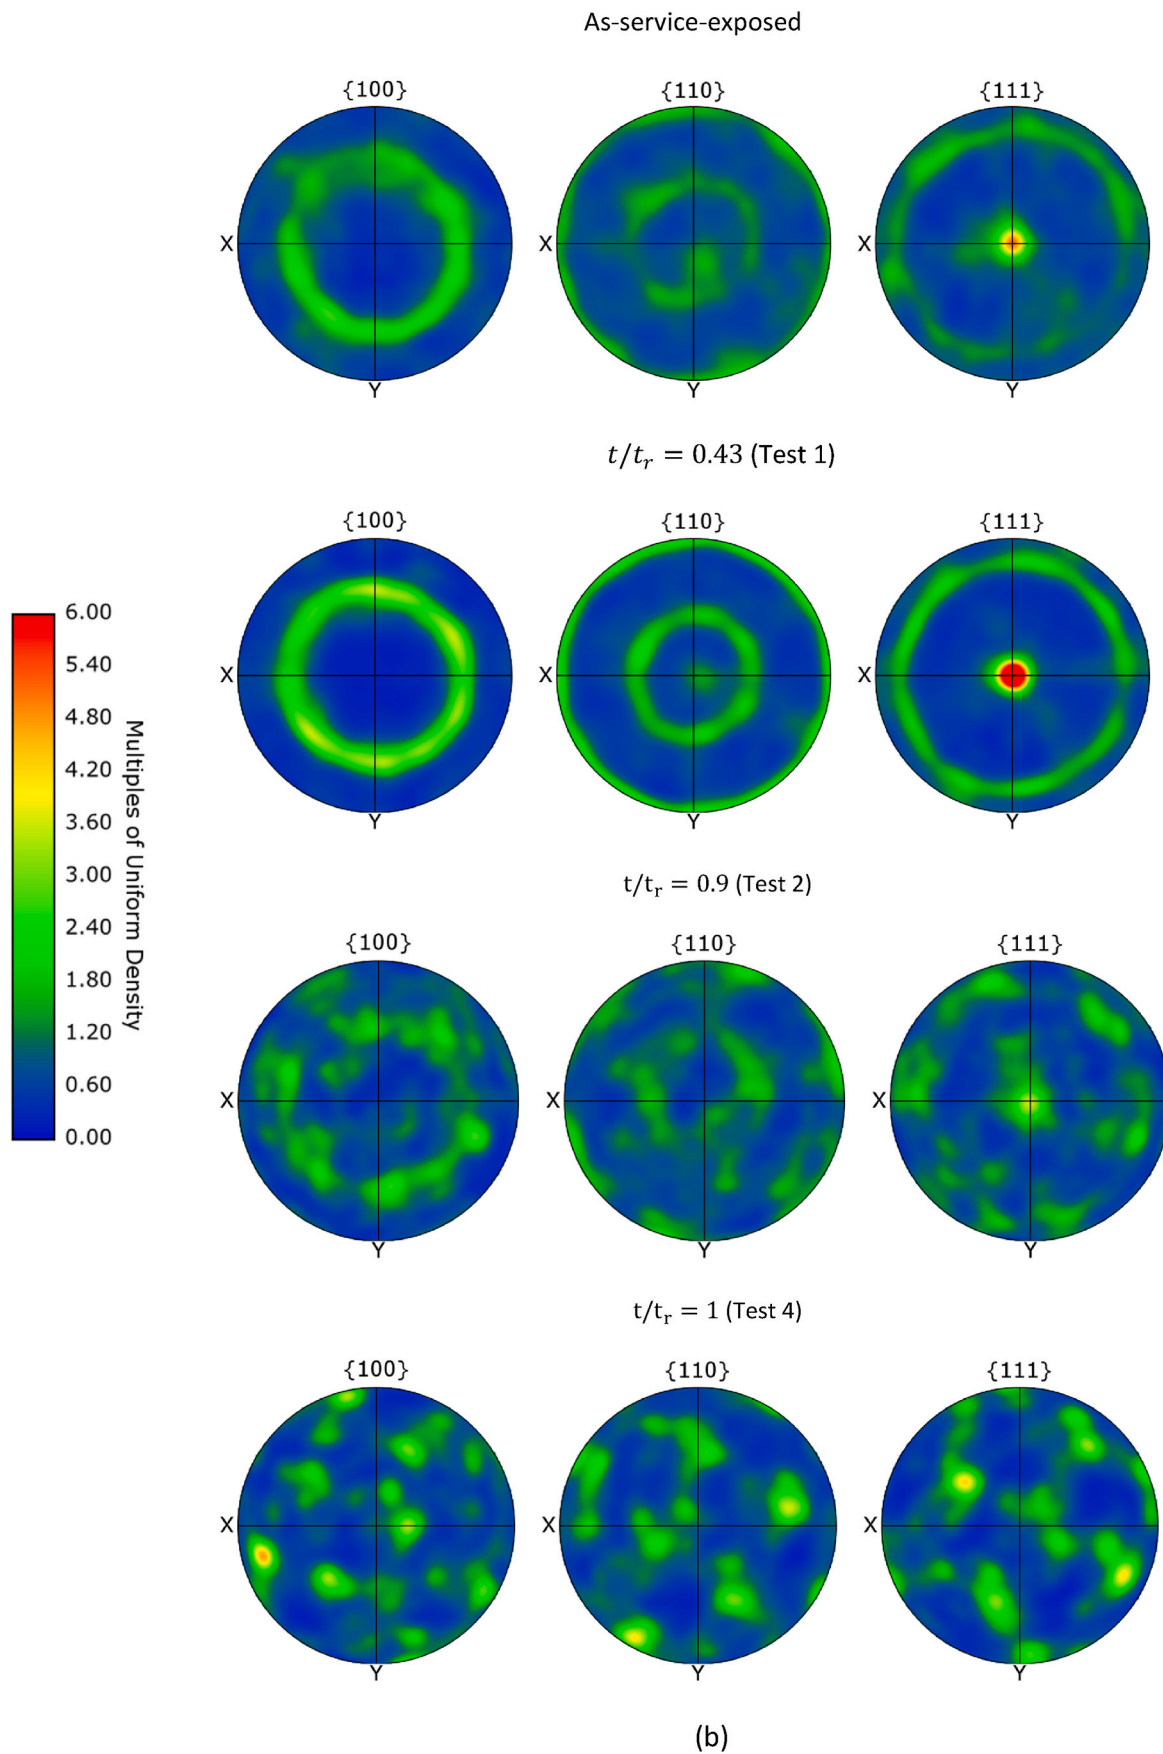 As-service-exposed
{100} {110} {111}
X X X
Y Y Y
t/t_r = 0.43 (Test 1)
{100} {110} {111}
X X X
Y Y Y
6.00
5.40
4.80
4.20
3.60
3.00
2.40
1.80
1.20
0.60
0.00
Multiples of Uniform Density
t/t_r = 0.9 (Test 2)
{100} {110} {111}
X X X
Y Y Y
t/t_r = 1 (Test 4)
{100} {110} {111}
X X X
Y Y Y
(b)